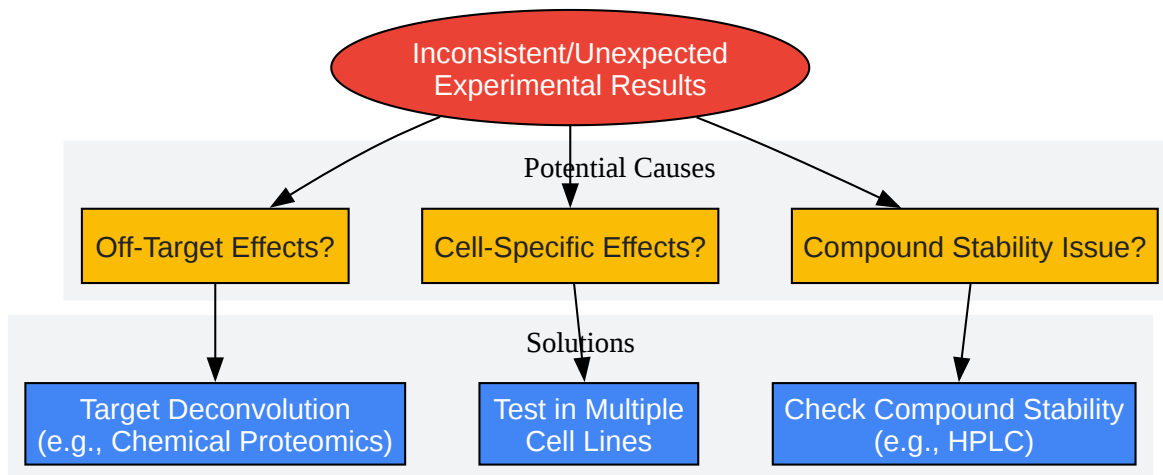 Inconsistent/Unexpected
Experimental Results
Potential Causes
Off-Target Effects?
Cell-Specific Effects?
Compound Stability Issue?
Solutions
Target Deconvolution
(e.g., Chemical Proteomics)
Test in Multiple
Cell Lines
Check Compound Stability
(e.g., HPLC)